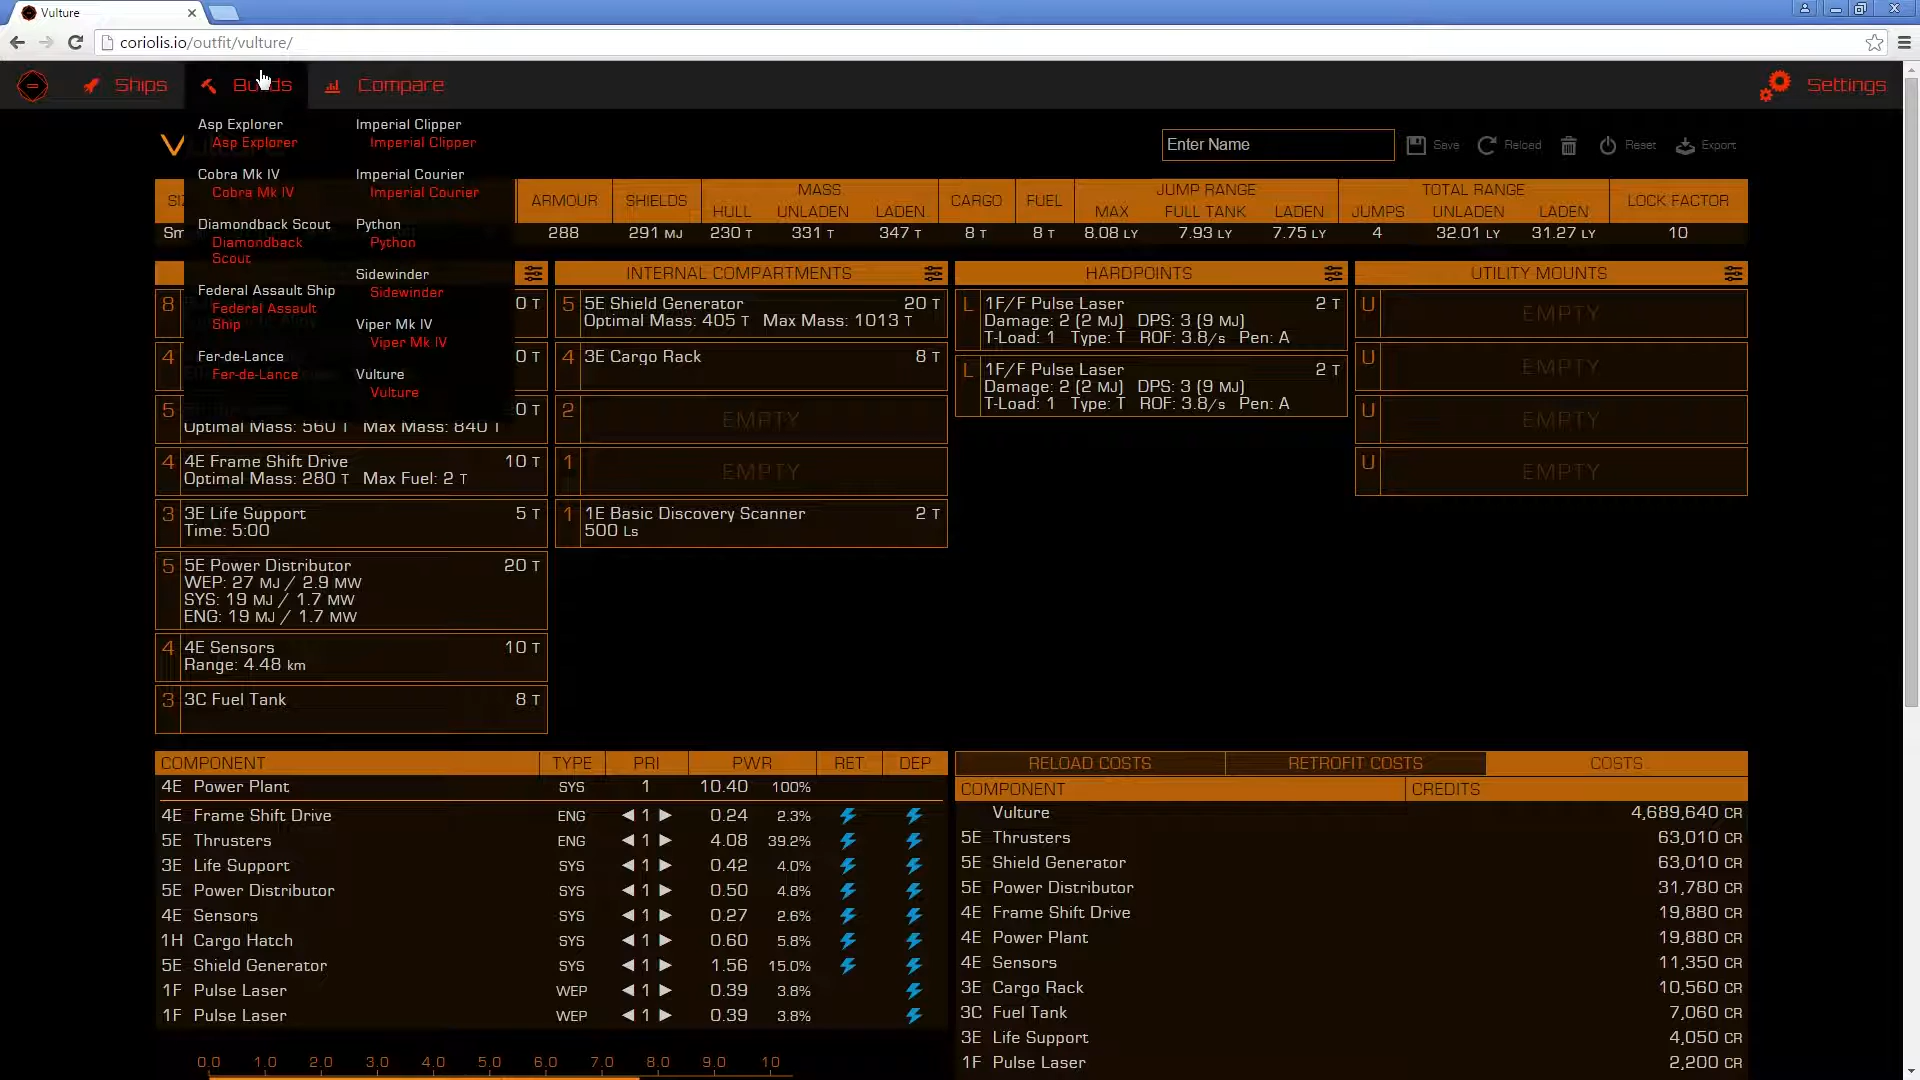 Vulture
coriolis.io/outfit/vulture/
Ships
Builds
Compare
Settings
Asp Explorer
Asp Explorer
Cobra Mk IV
Cobra Mk IV
Diamondback Scout
Diamondback
Scout
Federal Assault Ship
Federal Assault
Ship
Fer-de-Lance
Fer-de-Lance
Imperial Clipper
Imperial Clipper
Imperial Courier
Imperial Courier
Python
Python
Sidewinder
Sidewinder
Viper Mk IV
Viper Mk IV
Vulture
Vulture
V
Enter Name
Save
Reload
Reset
Export
ARMOUR SHIELDS MASS CARGO FUEL JUMP RANGE TOTAL RANGE LOCK FACTOR
HULL UNLADEN LADEN MAX FULL TANK LADEN JUMPS UNLADEN LADEN
Sm 288 291 MJ 230 T 331 T 347 T 8 T 8 T 8.08 LY 7.93 LY 7.75 LY 4 32.01 LY 31.27 LY 10
8 0 T
4 0 T
5 0 T
Optimal Mass: 560 T Max Mass: 840 T
4 4E Frame Shift Drive 10 T
Optimal Mass: 280 T Max Fuel: 2 T
3 3E Life Support 5 T
Time: 5:00
5 5E Power Distributor 20 T
WEP: 27 MJ / 2.9 MW
SYS: 19 MJ / 1.7 MW
ENG: 19 MJ / 1.7 MW
4 4E Sensors 10 T
Range: 4.48 km
3 3C Fuel Tank 8 T
INTERNAL COMPARTMENTS
5 5E Shield Generator 20 T
Optimal Mass: 405 T Max Mass: 1013 T
4 3E Cargo Rack 8 T
2 EMPTY
1 EMPTY
1 1E Basic Discovery Scanner 2 T
500 Ls
HARDPOINTS
L 1F/F Pulse Laser 2 T
Damage: 2 (2 MJ) DPS: 3 (9 MJ)
T-Load: 1 Type: T ROF: 3.8/s Pen: A
L 1F/F Pulse Laser 2 T
Damage: 2 (2 MJ) DPS: 3 (9 MJ)
T-Load: 1 Type: T ROF: 3.8/s Pen: A
UTILITY MOUNTS
U EMPTY
U EMPTY
U EMPTY
U EMPTY
COMPONENT TYPE PRI PWR RET DEP
4E Power Plant SYS 1 10.40 100%
4E Frame Shift Drive ENG 1 0.24 2.3%
5E Thrusters ENG 1 4.08 39.2%
3E Life Support SYS 1 0.42 4.0%
5E Power Distributor SYS 1 0.50 4.8%
4E Sensors SYS 1 0.27 2.6%
1H Cargo Hatch SYS 1 0.60 5.8%
5E Shield Generator SYS 1 1.56 15.0%
1F Pulse Laser WEP 1 0.39 3.8%
1F Pulse Laser WEP 1 0.39 3.8%
0.0 1.0 2.0 3.0 4.0 5.0 6.0 7.0 8.0 9.0 10
RELOAD COSTS RETROFIT COSTS COSTS
COMPONENT CREDITS
Vulture 4,689,640 CR
5E Thrusters 63,010 CR
5E Shield Generator 63,010 CR
5E Power Distributor 31,780 CR
4E Frame Shift Drive 19,880 CR
4E Power Plant 19,880 CR
4E Sensors 11,350 CR
3E Cargo Rack 10,560 CR
3C Fuel Tank 7,060 CR
3E Life Support 4,050 CR
1F Pulse Laser 2,200 CR